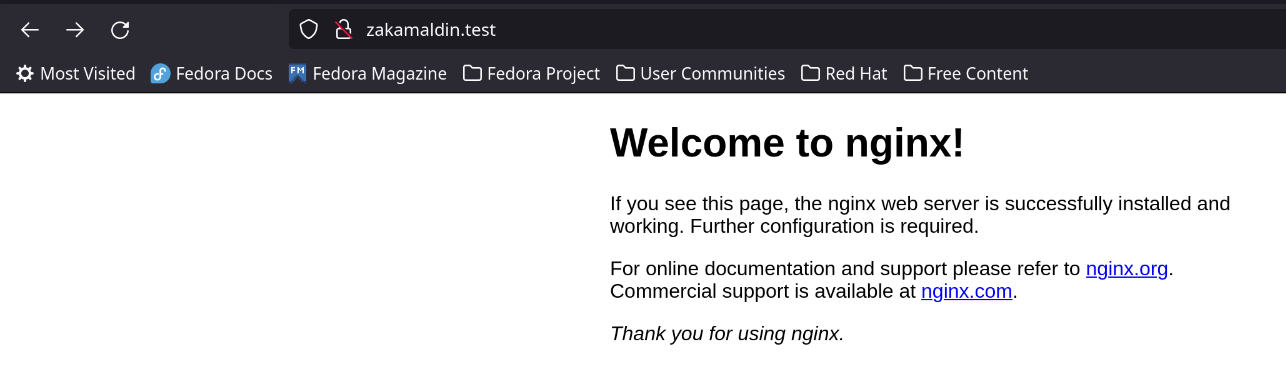 zakamaldin.test
Most Visited Fedora Docs FM Fedora Magazine Fedora Project User Communities Red Hat Free Content
Welcome to nginx!
If you see this page, the nginx web server is successfully installed and
working. Further configuration is required.
For online documentation and support please refer to nginx.org.
Commercial support is available at nginx.com.
Thank you for using nginx.